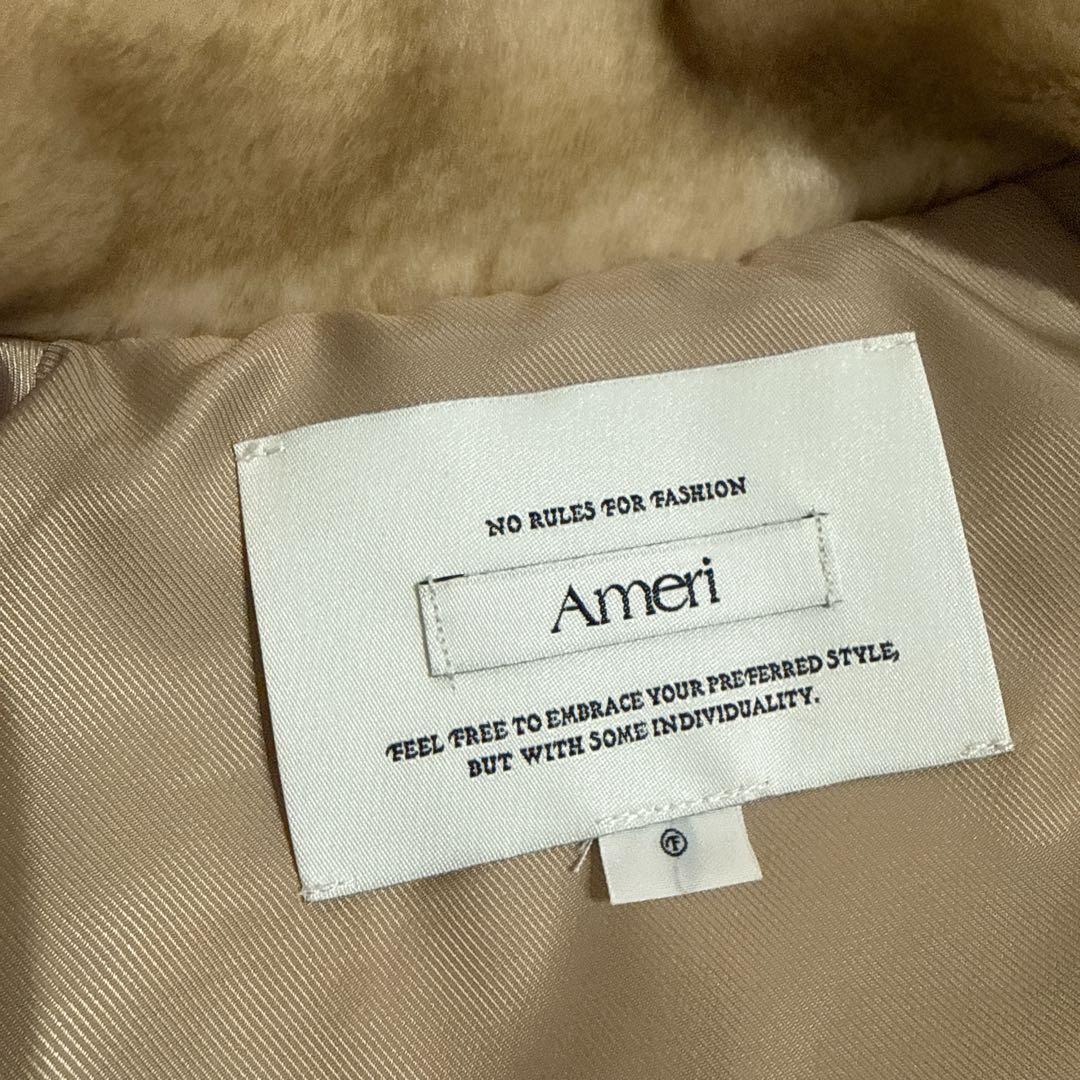 NO RULES FOR FASHION
Ameri
FEEL FREE TO EMBRACE YOUR PREFERRED STYLE,
BUT WITH SOME INDIVIDUALITY.
F